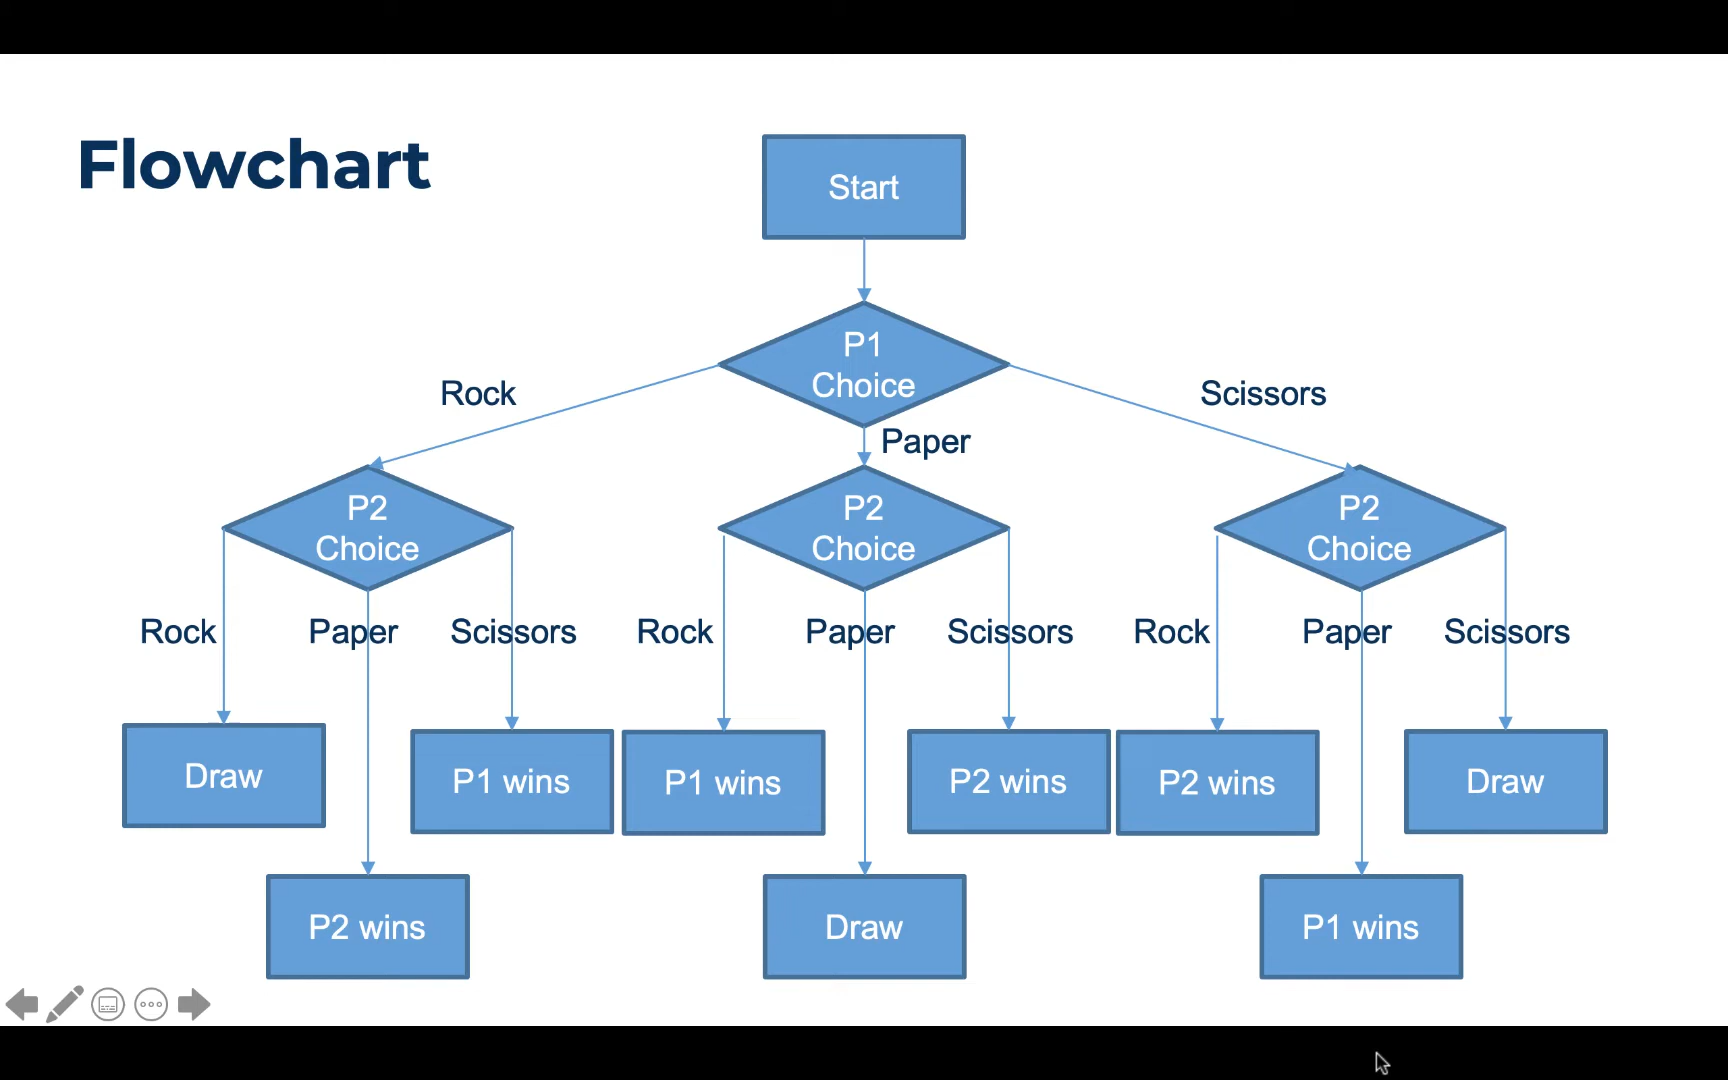 Flowchart
Start
P1
Choice
Rock
Paper
Scissors
P2
Choice
P2
Choice
P2
Choice
Rock
Paper
Scissors
Rock
Paper
Scissors
Rock
Paper
Scissors
Draw
P1 wins
P1 wins
P2 wins
P2 wins
Draw
P2 wins
Draw
P1 wins